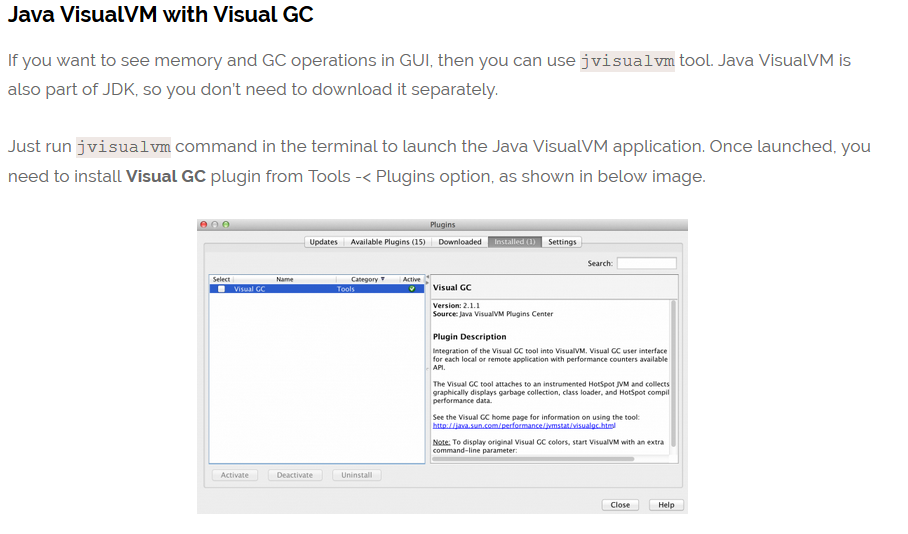 Java VisualVM with Visual GC
If you want to see memory and GC operations in GUI, then you can use jvisualvm tool. Java VisualVM is
also part of JDK, so you don't need to download it separately.
Just run jvisualvm command in the terminal to launch the Java VisualVM application. Once launched, you
need to install Visual GC plugin from Tools -< Plugins option, as shown in below image.
Plugins
Updates Available Plugins (15) Downloaded Installed (1) Settings
Search:
Select Name Category ▼ Active
Visual GC Tools
Visual GC
Version: 2.1.1
Source: Java VisualVM Plugins Center
Plugin Description
Integration of the Visual GC tool into VisualVM. Visual GC user interface
for each local or remote application with performance counters available
API.
The Visual GC tool attaches to an instrumented HotSpot JVM and collects
graphically displays garbage collection, class loader, and HotSpot compil
performance data.
See the Visual GC home page for information on using the tool:
http://java.sun.com/performance/jvmstat/visualgc.html
Note: To display original Visual GC colors, start VisualVM with an extra
command-line parameter:
Activate Deactivate Uninstall
Close Help